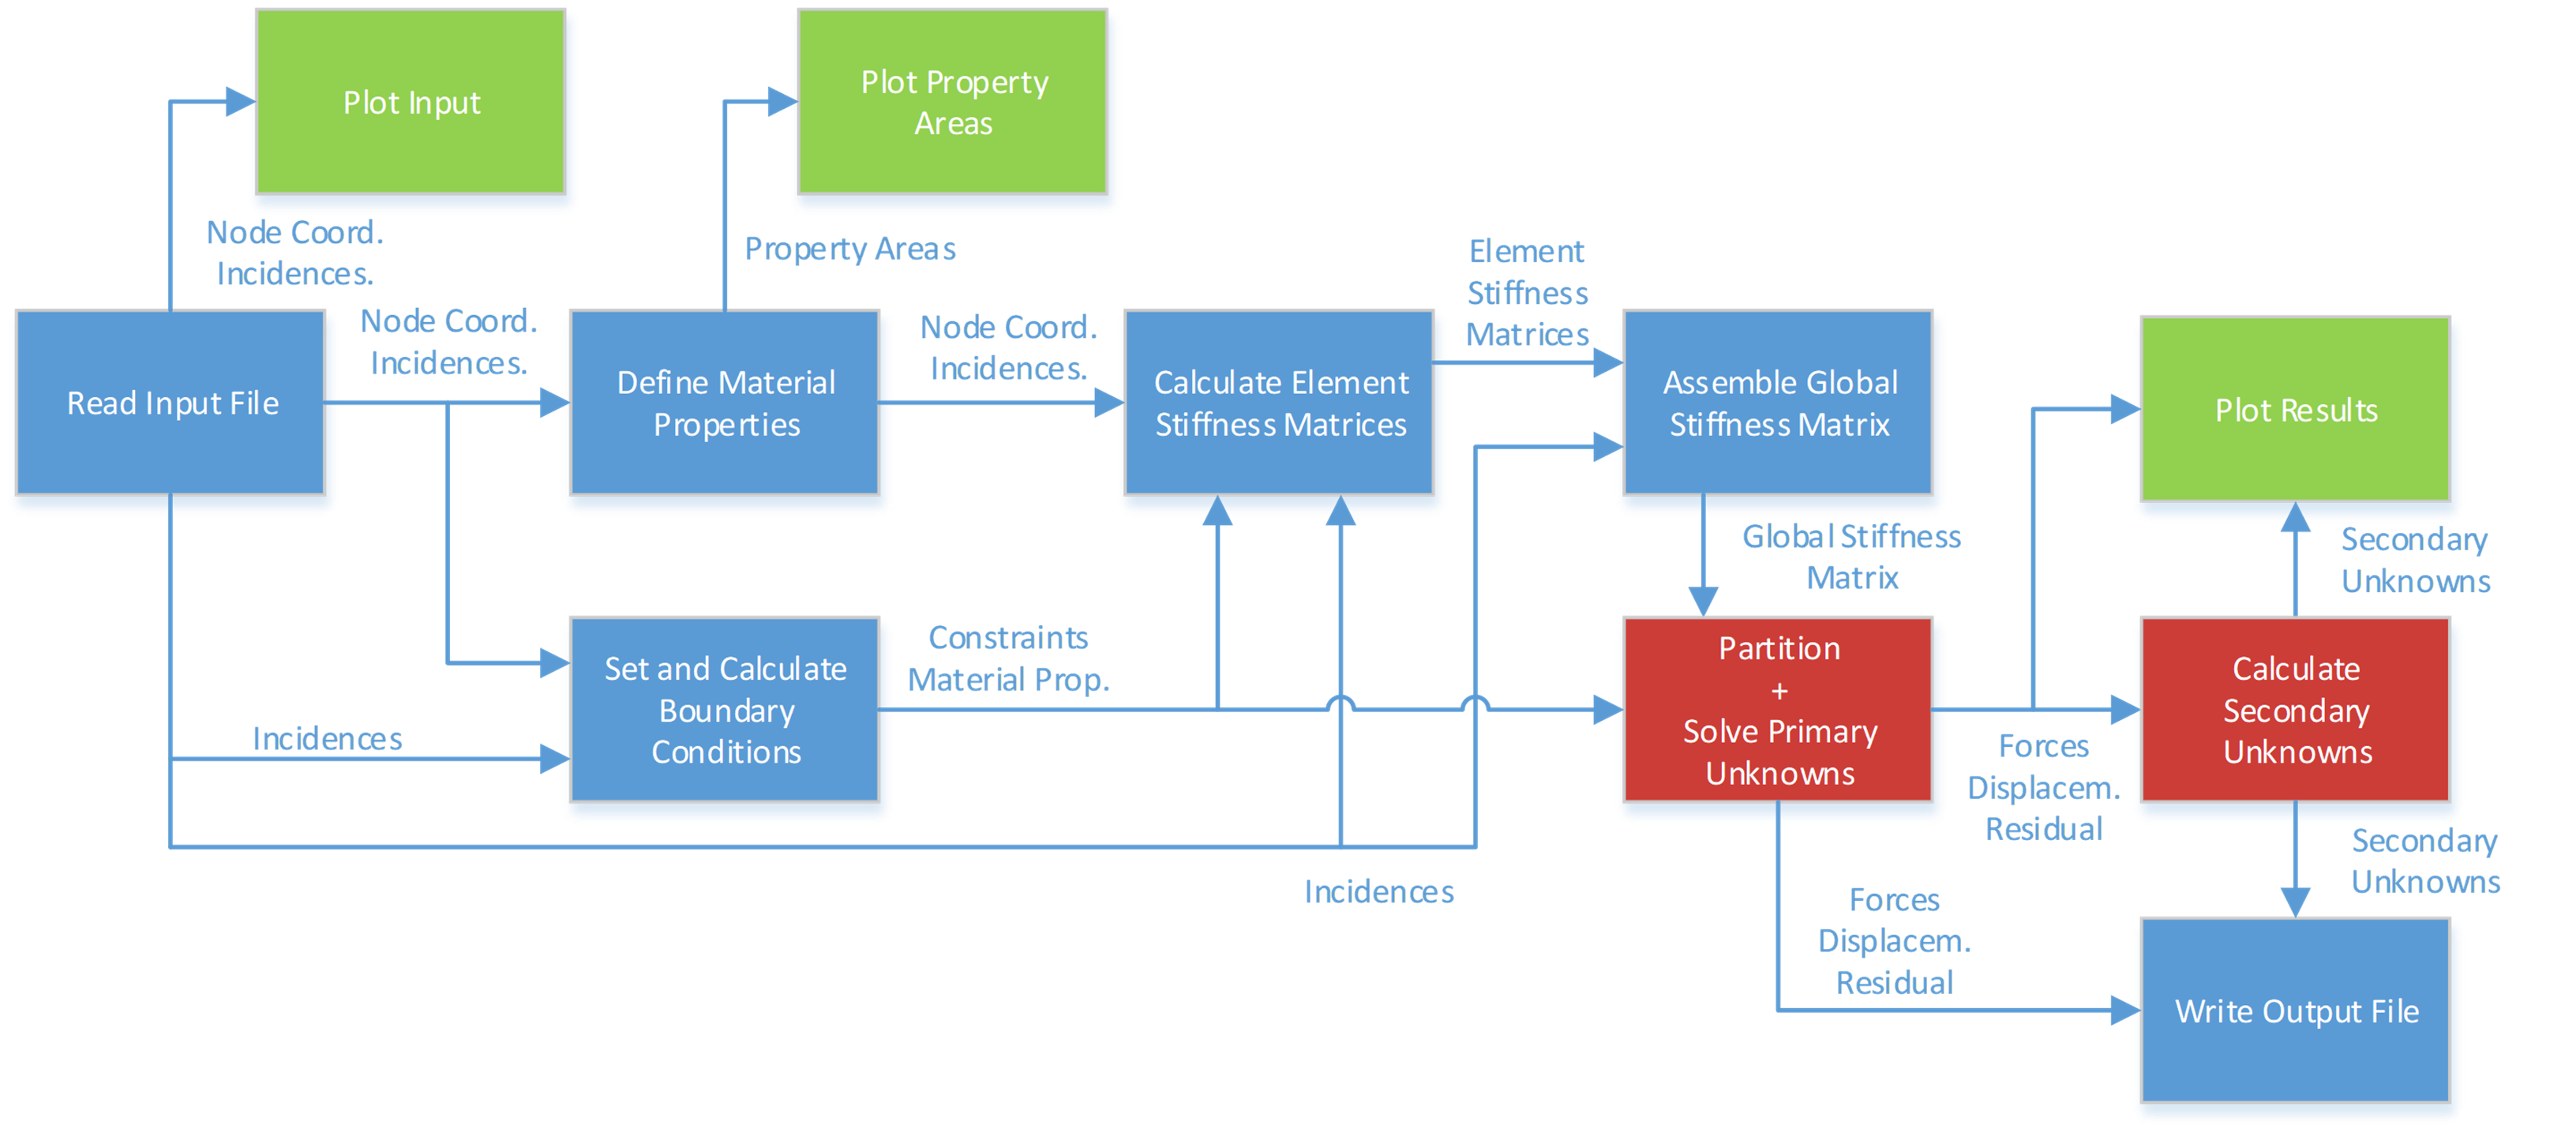 Plot Input
Plot Property
Areas
Node Coord.
Incidences.
Property Areas
Read Input File
Node Coord.
Incidences.
Define Material
Properties
Node Coord.
Incidences.
Calculate Element
Stiffness Matrices
Element
Stiffness
Matrices
Assemble Global
Stiffness Matrix
Plot Results
Global Stiffness
Matrix
Secondary
Unknowns
Incidences
Set and Calculate
Boundary
Conditions
Constraints
Material Prop.
Partition
+
Solve Primary
Unknowns
Forces
Displacem.
Residual
Calculate
Secondary
Unknowns
Incidences
Forces
Displacem.
Residual
Secondary
Unknowns
Write Output File